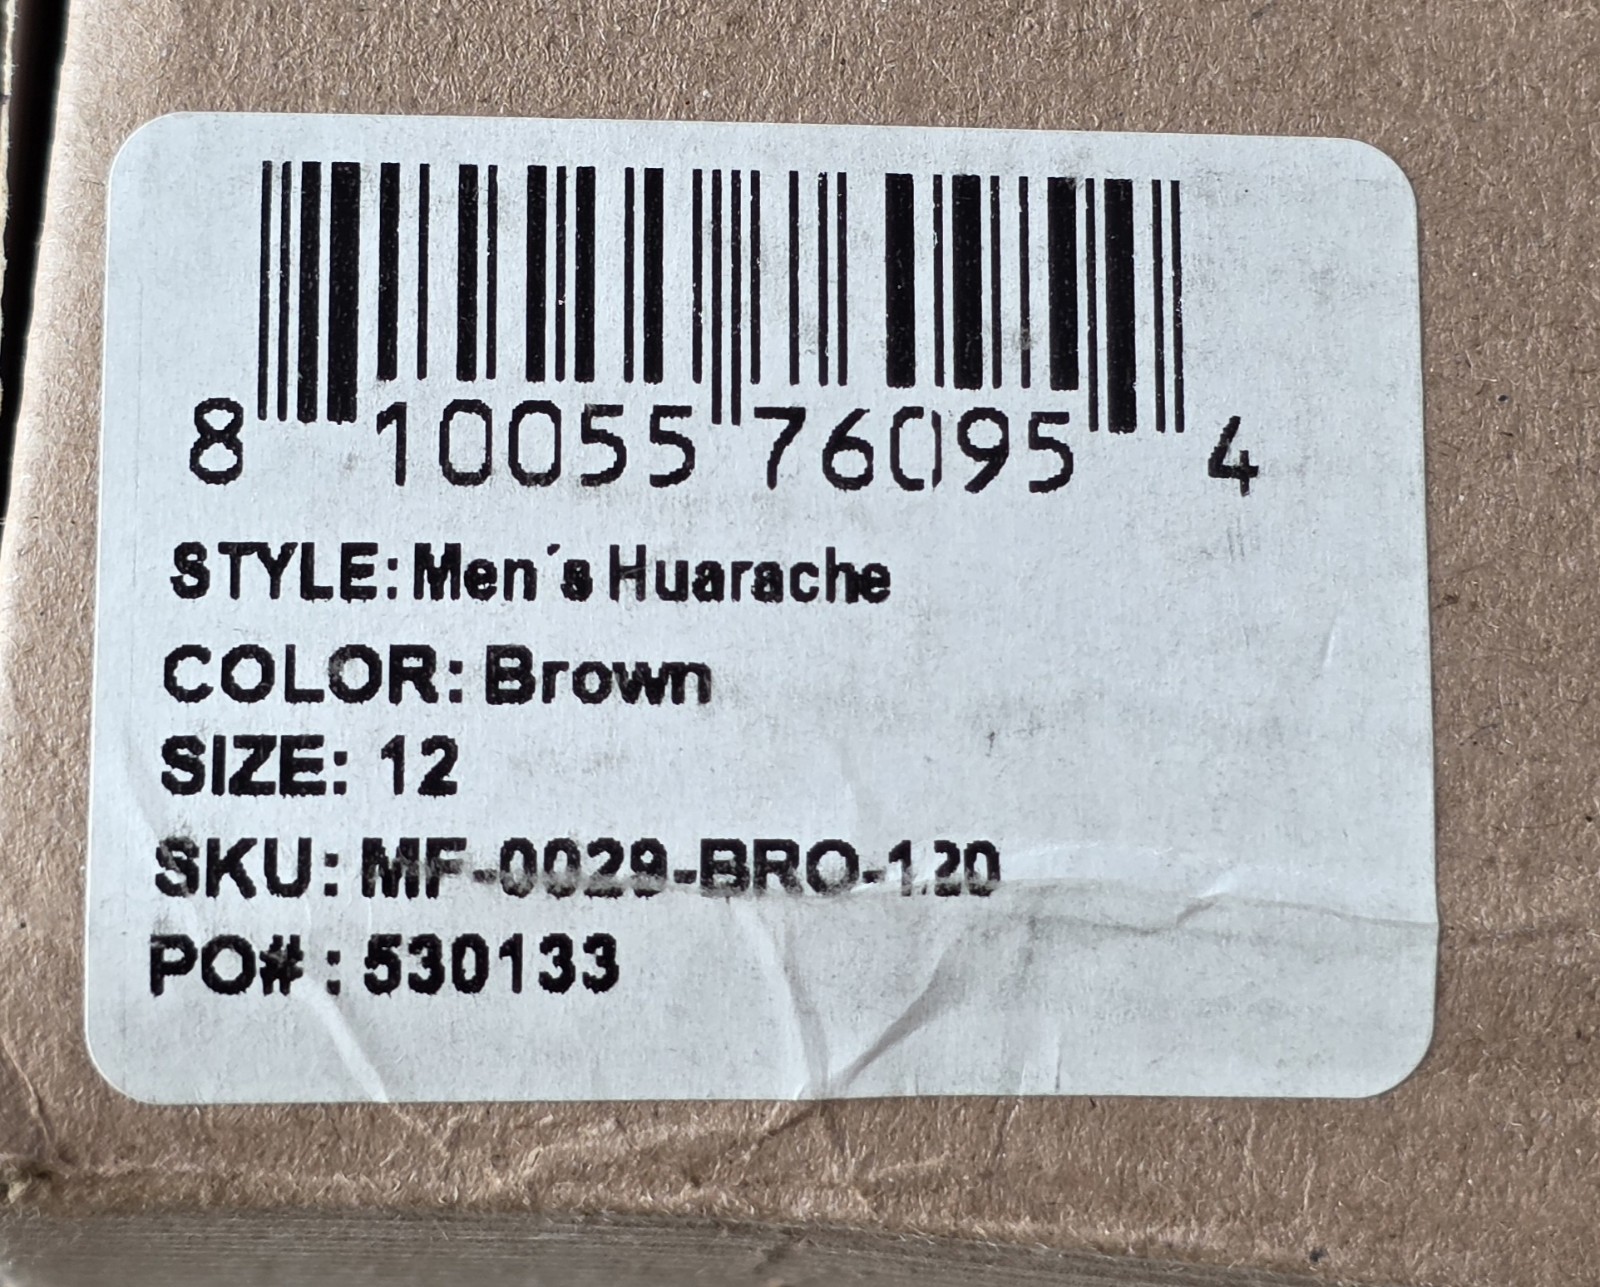 8 10055 76095 4
STYLE: Men´s Huarache
COLOR: Brown
SIZE: 12
SKU: MF-0029-BRO-120
PO# : 530133